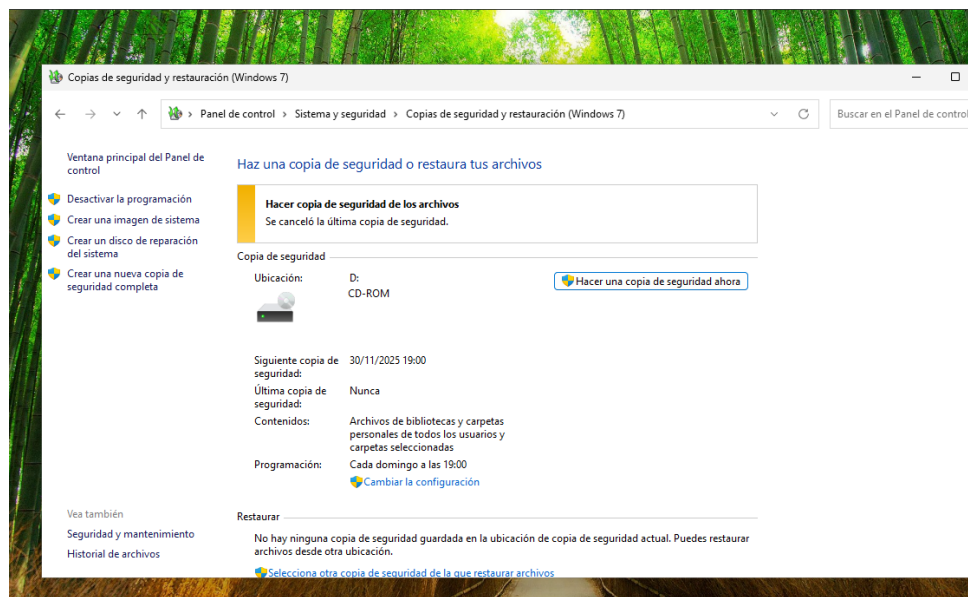 Copias de seguridad y restauración (Windows 7)
Panel de control > Sistema y seguridad > Copias de seguridad y restauración (Windows 7)
Buscar en el Panel de control
Ventana principal del Panel de
control
Desactivar la programación
Crear una imagen de sistema
Crear un disco de reparación
del sistema
Crear una nueva copia de
seguridad completa
Haz una copia de seguridad o restaura tus archivos
Hacer copia de seguridad de los archivos
Se canceló la última copia de seguridad.
Copia de seguridad
Ubicación:
D:
CD-ROM
Hacer una copia de seguridad ahora
Siguiente copia de
seguridad:
30/11/2025 19:00
Última copia de
seguridad:
Nunca
Contenidos:
Archivos de bibliotecas y carpetas
personales de todos los usuarios y
carpetas seleccionadas
Programación:
Cada domingo a las 19:00
Cambiar la configuración
Vea también
Seguridad y mantenimiento
Historial de archivos
Restaurar
No hay ninguna copia de seguridad guardada en la ubicación de copia de seguridad actual. Puedes restaurar
archivos desde otra ubicación.
Selecciona otra copia de seguridad de la que restaurar archivos